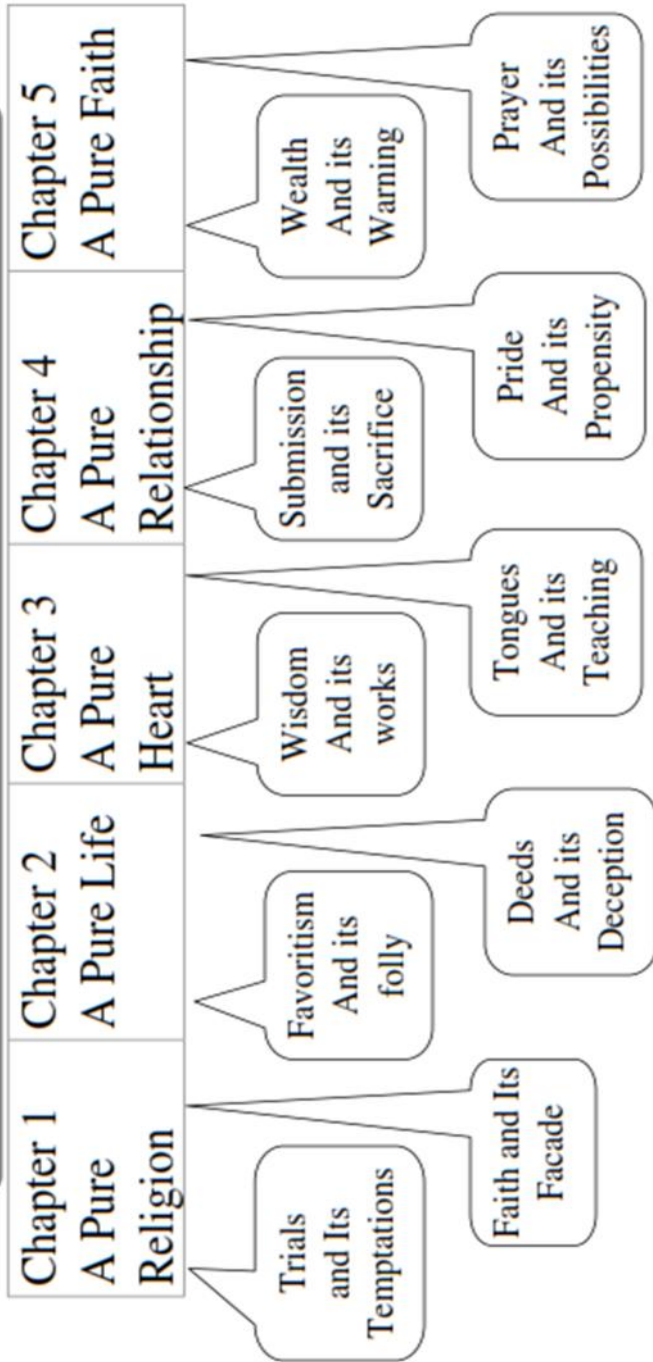 Chapter 1
A Pure
Religion
Chapter 2
A Pure Life
Chapter 3
A Pure
Heart
Chapter 4
A Pure
Relationship
Chapter 5
A Pure Faith
Trials
and Its
Temptations
Favoritism
And its
folly
Wisdom
And its
works
Submission
and its
Sacrifice
Wealth
And its
Warning
Faith and Its
Facade
Deeds
And its
Deception
Tongues
And its
Teaching
Pride
And its
Propensity
Prayer
And its
Possibilities